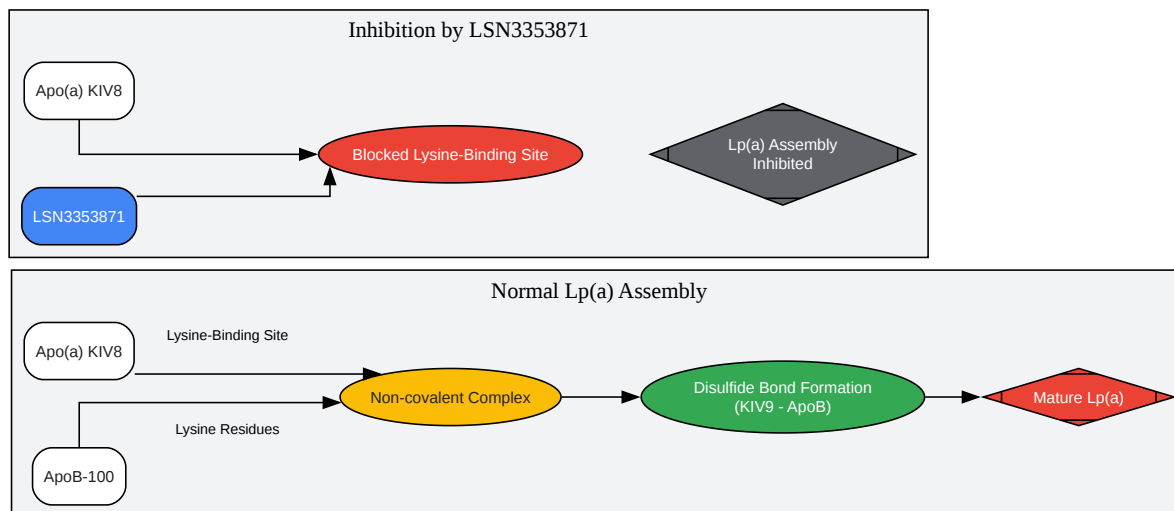 Inhibition by LSN3353871
Apo(a) KIV8
Blocked Lysine-Binding Site
LSN3353871
Lp(a) Assembly
Inhibited
Normal Lp(a) Assembly
Apo(a) KIV8
Lysine-Binding Site
Non-covalent Complex
Disulfide Bond Formation
(KIV9 - ApoB)
Mature Lp(a)
Lysine Residues
ApoB-100